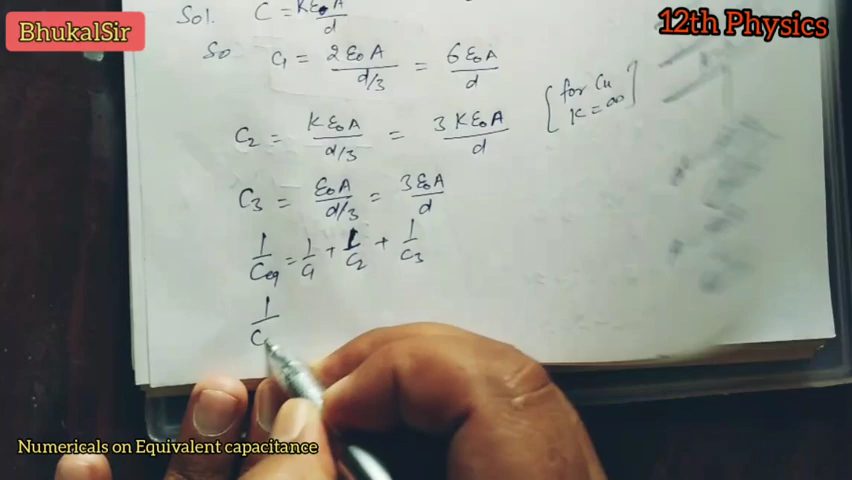 BhukalSir
12th Physics
Sol. C = Kε₀A/d
So C₁ = 2ε₀A/d/3 = 6ε₀A/d
C₂ = Kε₀A/d/3 = 3Kε₀A/d [for Cu K = ∞]
C₃ = ε₀A/d/3 = 3ε₀A/d
1/Ceq = 1/C₁ + 1/C₂ + 1/C₃
1/C
Numericals on Equivalent capacitance